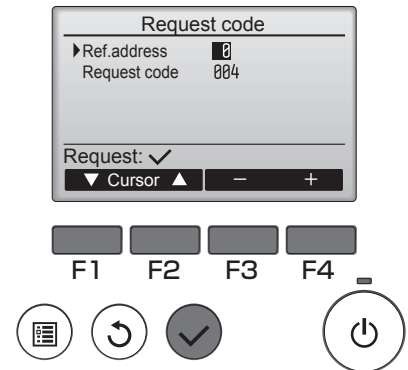 Request code
Ref.address 0
Request code 004
Request: ✓
▼ Cursor ▲ − +
F1 F2 F3 F4